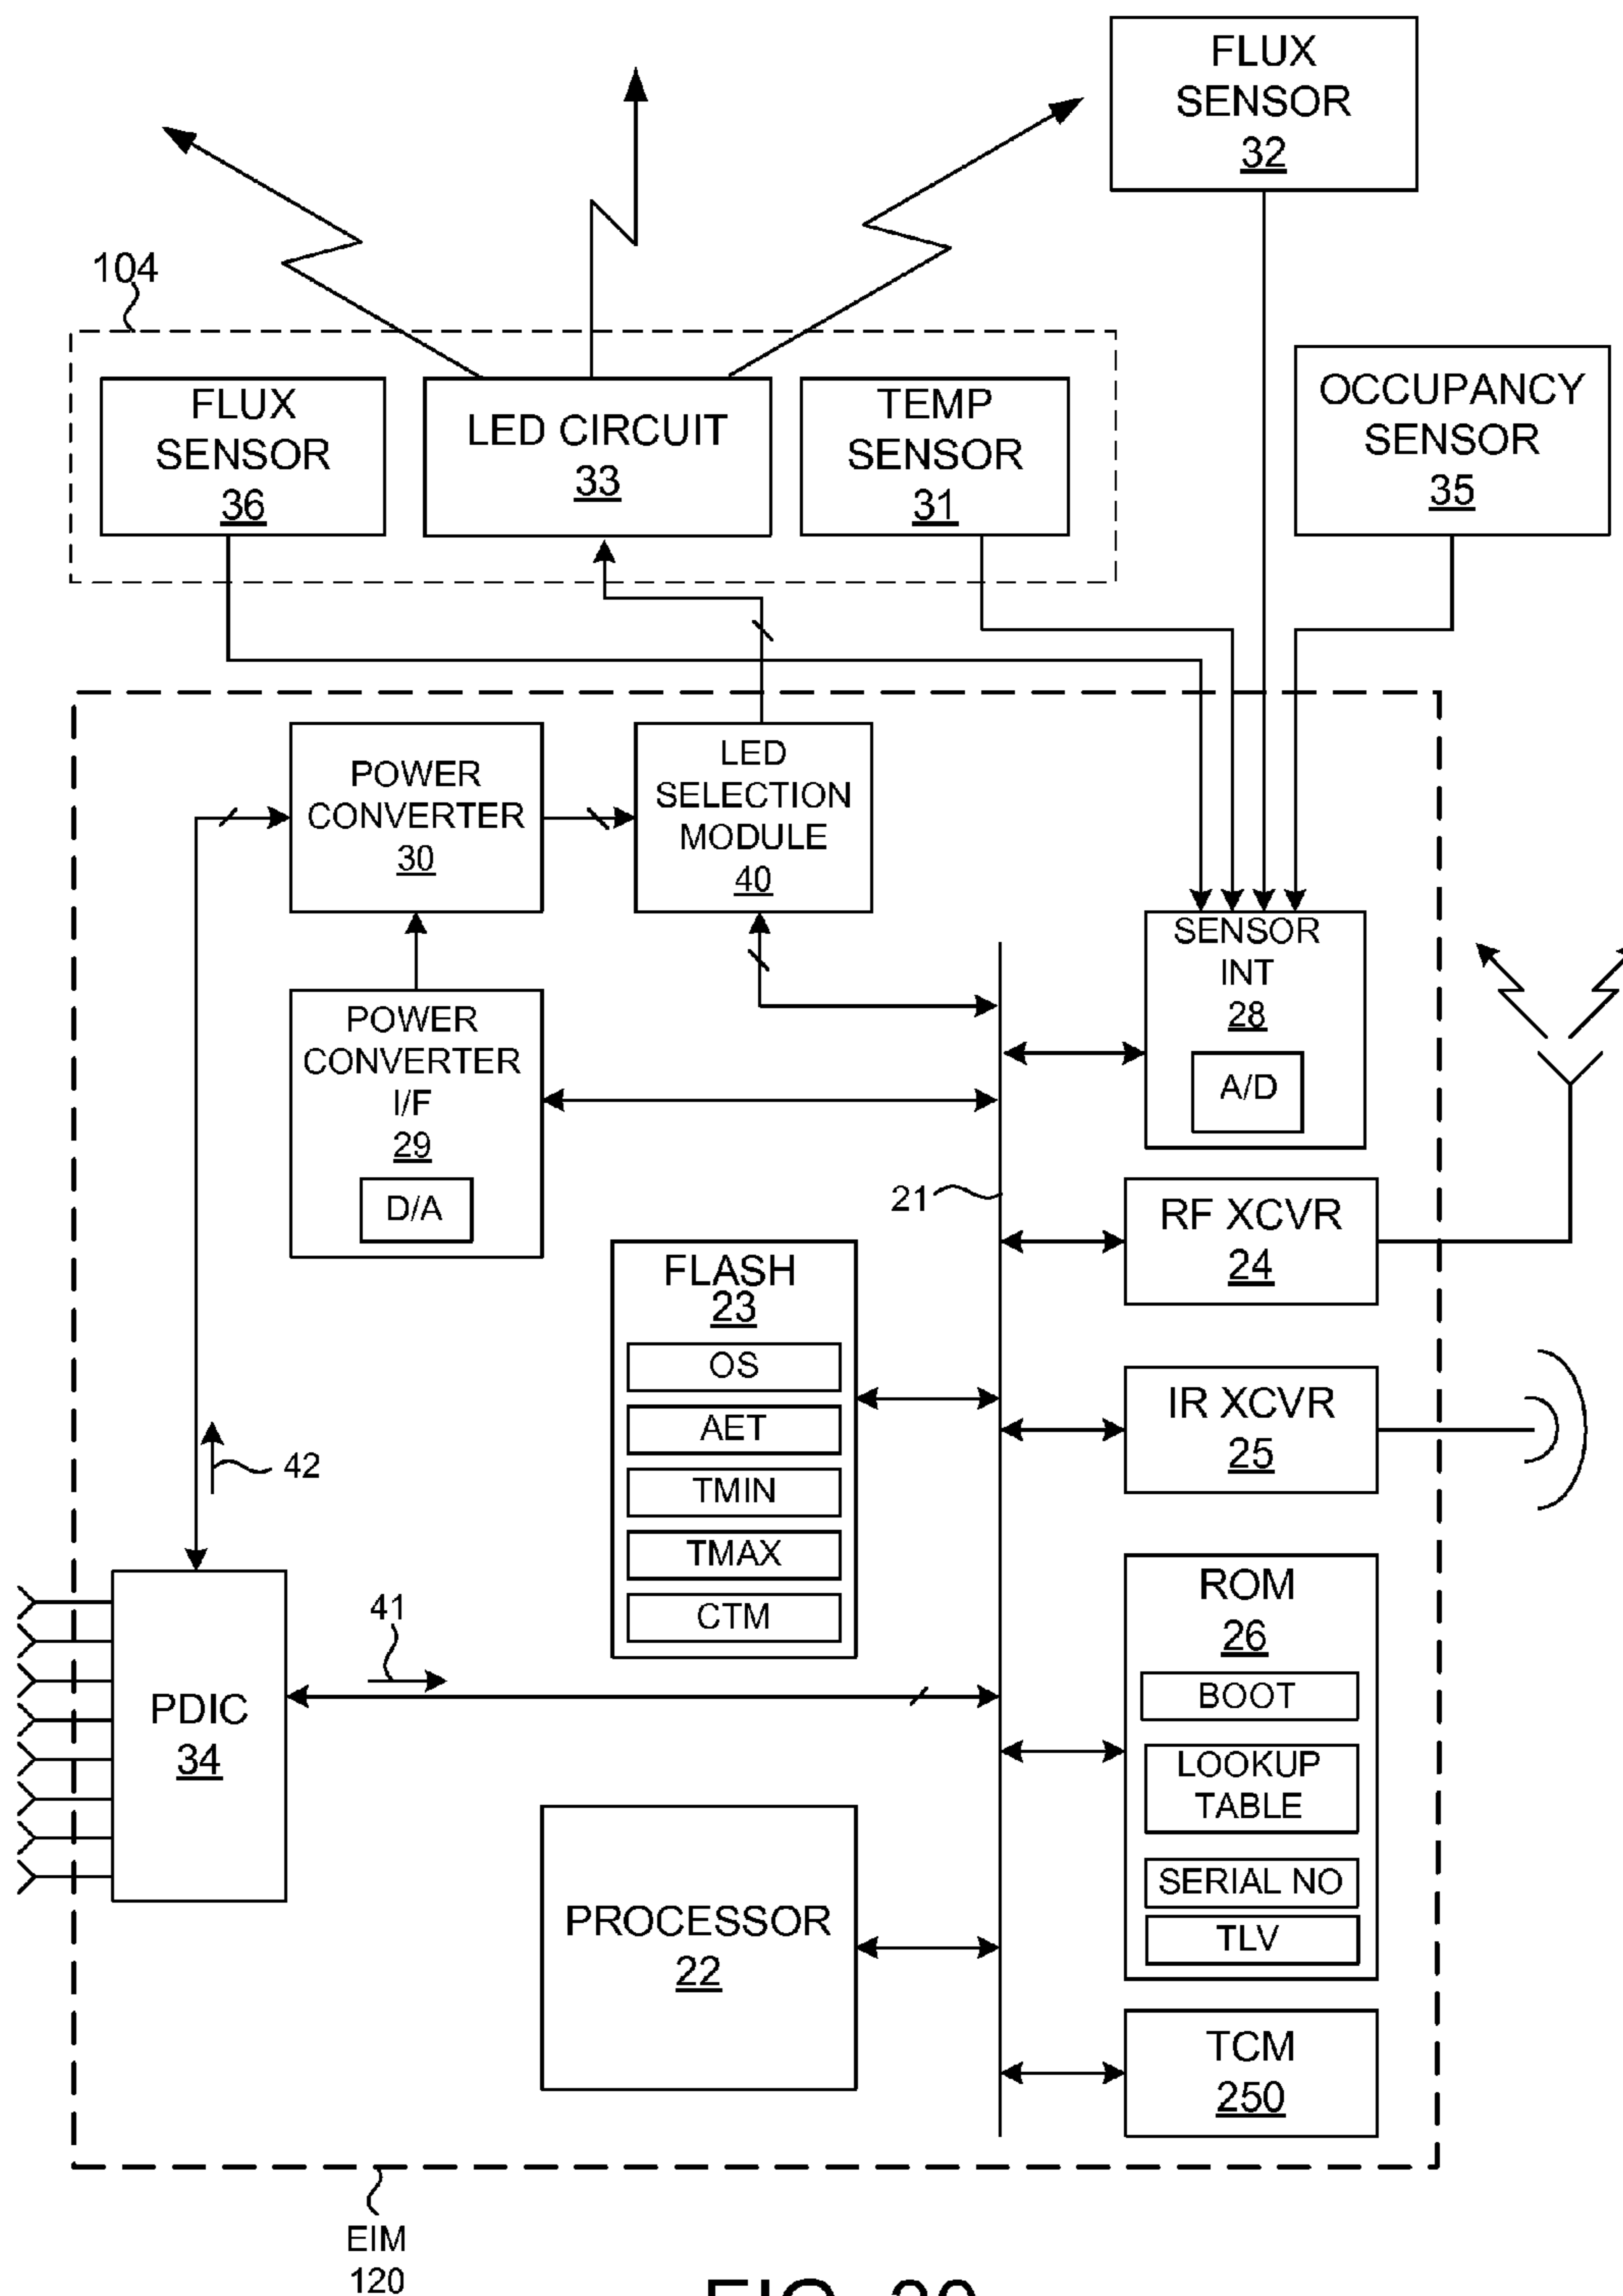 FLUX
SENSOR
32
104
FLUX
SENSOR
36
LED CIRCUIT
33
TEMP
SENSOR
31
OCCUPANCY
SENSOR
35
POWER
CONVERTER
30
LED
SELECTION
MODULE
40
SENSOR
INT
28
A/D
POWER
CONVERTER
I/F
29
D/A
21
RF XCVR
24
FLASH
23
OS
AET
TMIN
TMAX
CTM
IR XCVR
25
42
41
PDIC
34
ROM
26
BOOT
LOOKUP
TABLE
SERIAL NO
TLV
PROCESSOR
22
TCM
250
EIM
120
FIG.